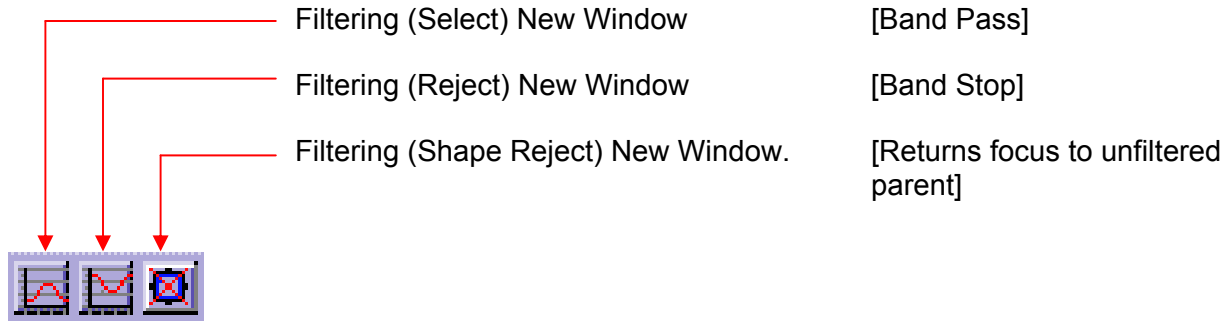 Filtering (Select) New Window [Band Pass]
Filtering (Reject) New Window [Band Stop]
Filtering (Shape Reject) New Window. [Returns focus to unfiltered
parent]